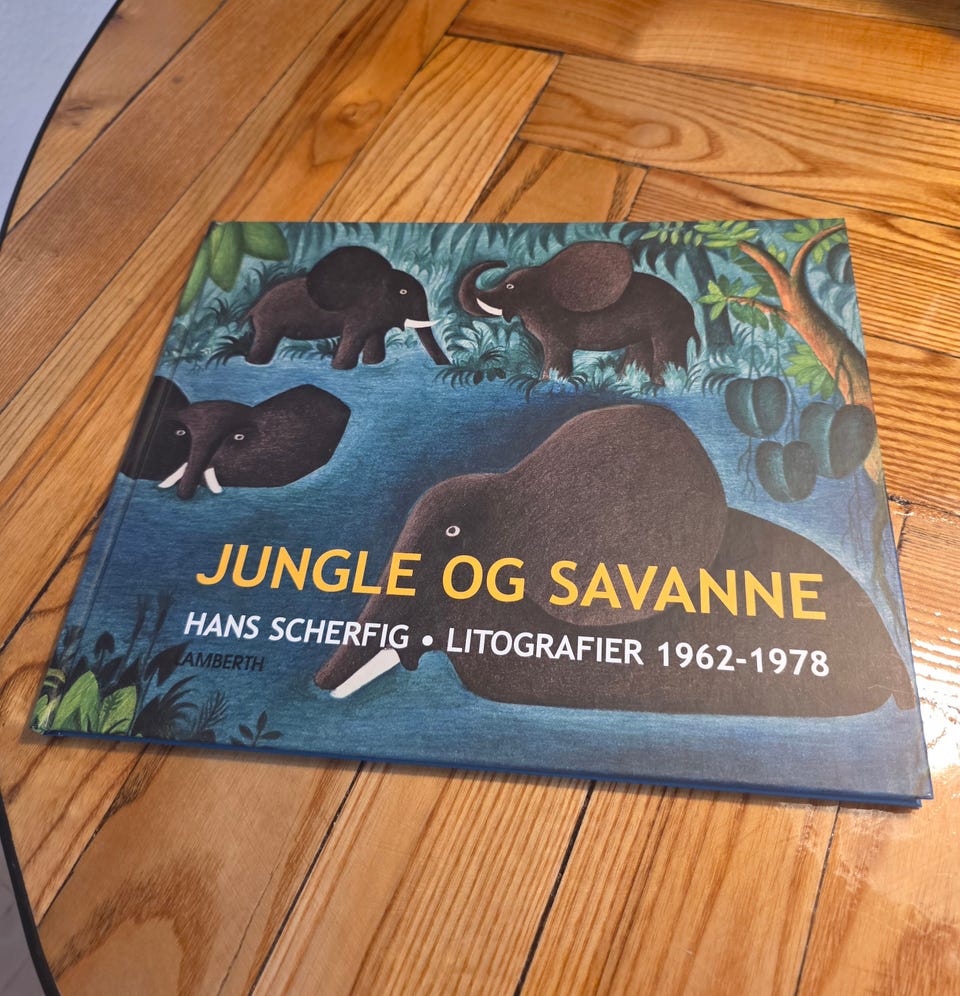 JUNGLE OG SAVANNE
HANS SCHERFIG • LITOGRAFIER 1962-1978
LAMBERTH